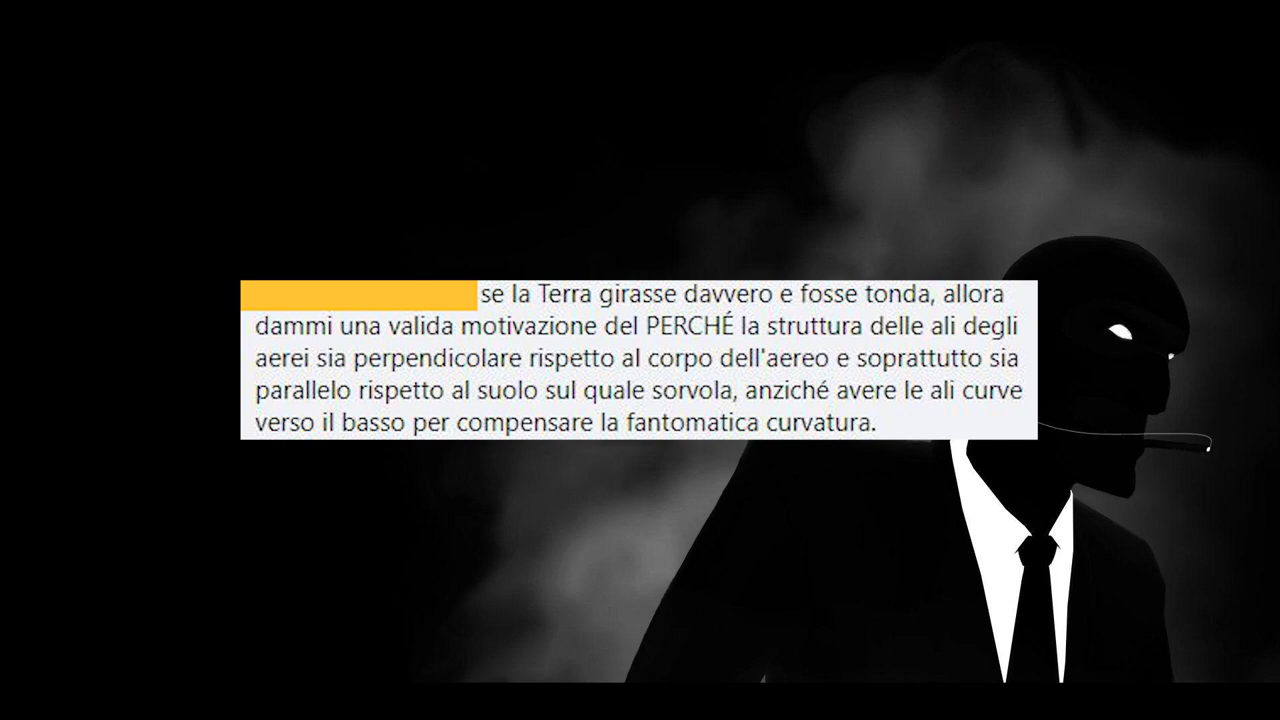 se la Terra girasse davvero e fosse tonda, allora
dammi una valida motivazione del PERCHÉ la struttura delle ali degli
aerei sia perpendicolare rispetto al corpo dell'aereo e soprattutto sia
parallelo rispetto al suolo sul quale sorvola, anziché avere le ali curve
verso il basso per compensare la fantomatica curvatura.